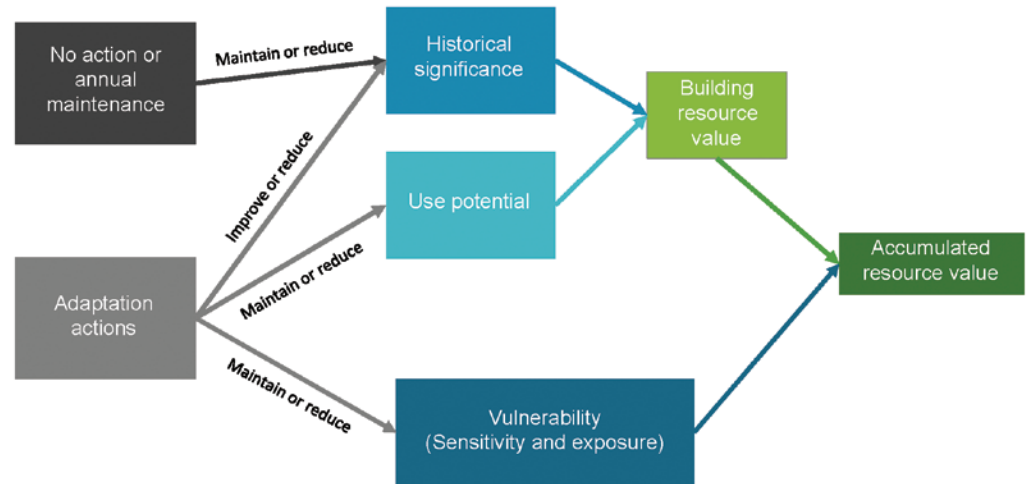 No action or
annual
maintenance
Maintain or reduce
Historical
significance
Building
resource
value
Improve or reduce
Use potential
Maintain or reduce
Accumulated
resource value
Adaptation
actions
Maintain or reduce
Vulnerability
(Sensitivity and exposure)